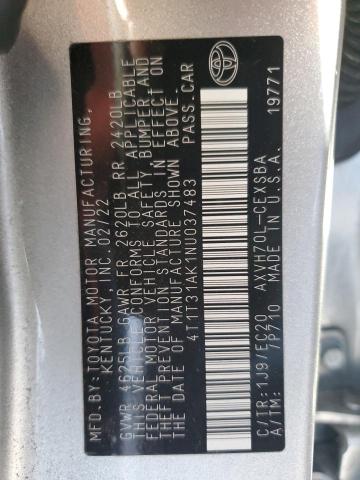 MFD.BY:TOYOTA MOTOR MANUFACTURING,
KENTUCKY, INC. 02/22
GVWR 4625LB GAWR FR 2620LB RR 2420LB
THIS VEHICLE CONFORMS TO ALL APPLICABLE
FEDERAL MOTOR VEHICLE SAFETY, BUMPER, AND
THEFT PREVENTION STANDARDS IN EFFECT ON
THE DATE OF MANUFACTURE SHOWN ABOVE.
4T1T31AK1NU037483 PASS.CAR
C/TR:1J9/FC20 AXVH70L-CEXSBA
7P710 MADE IN U.S.A. 19771